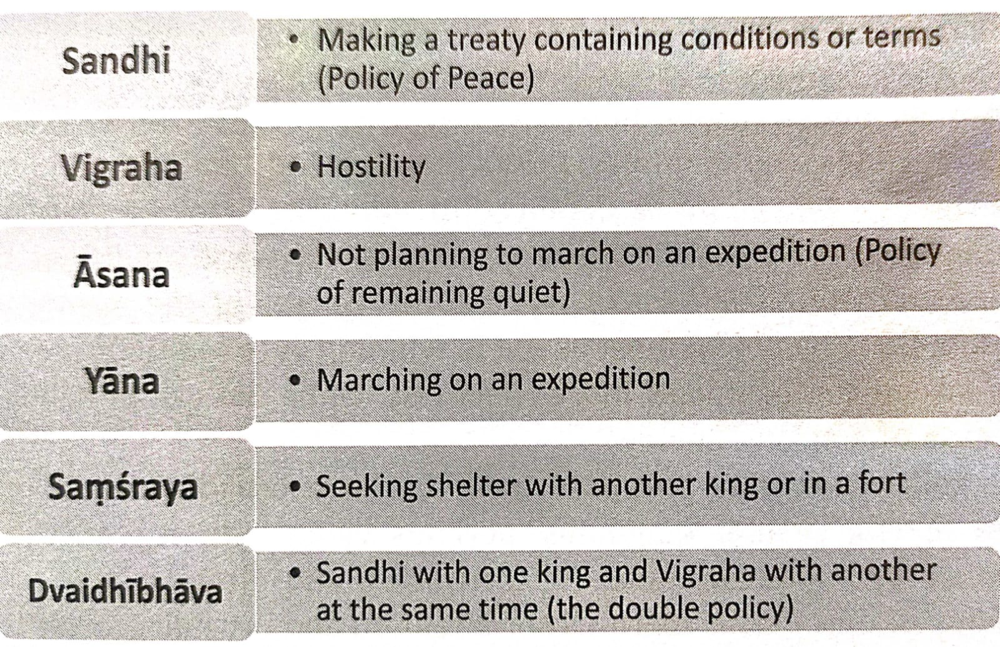 Sandhi
• Making a treaty containing conditions or terms
(Policy of Peace)
Vigraha
• Hostility
Āsana
• Not planning to march on an expedition (Policy
of remaining quiet)
Yāna
• Marching on an expedition
Saṃśraya
• Seeking shelter with another king or in a fort
Dvaidhībhāva
• Sandhi with one king and Vigraha with another
at the same time (the double policy)